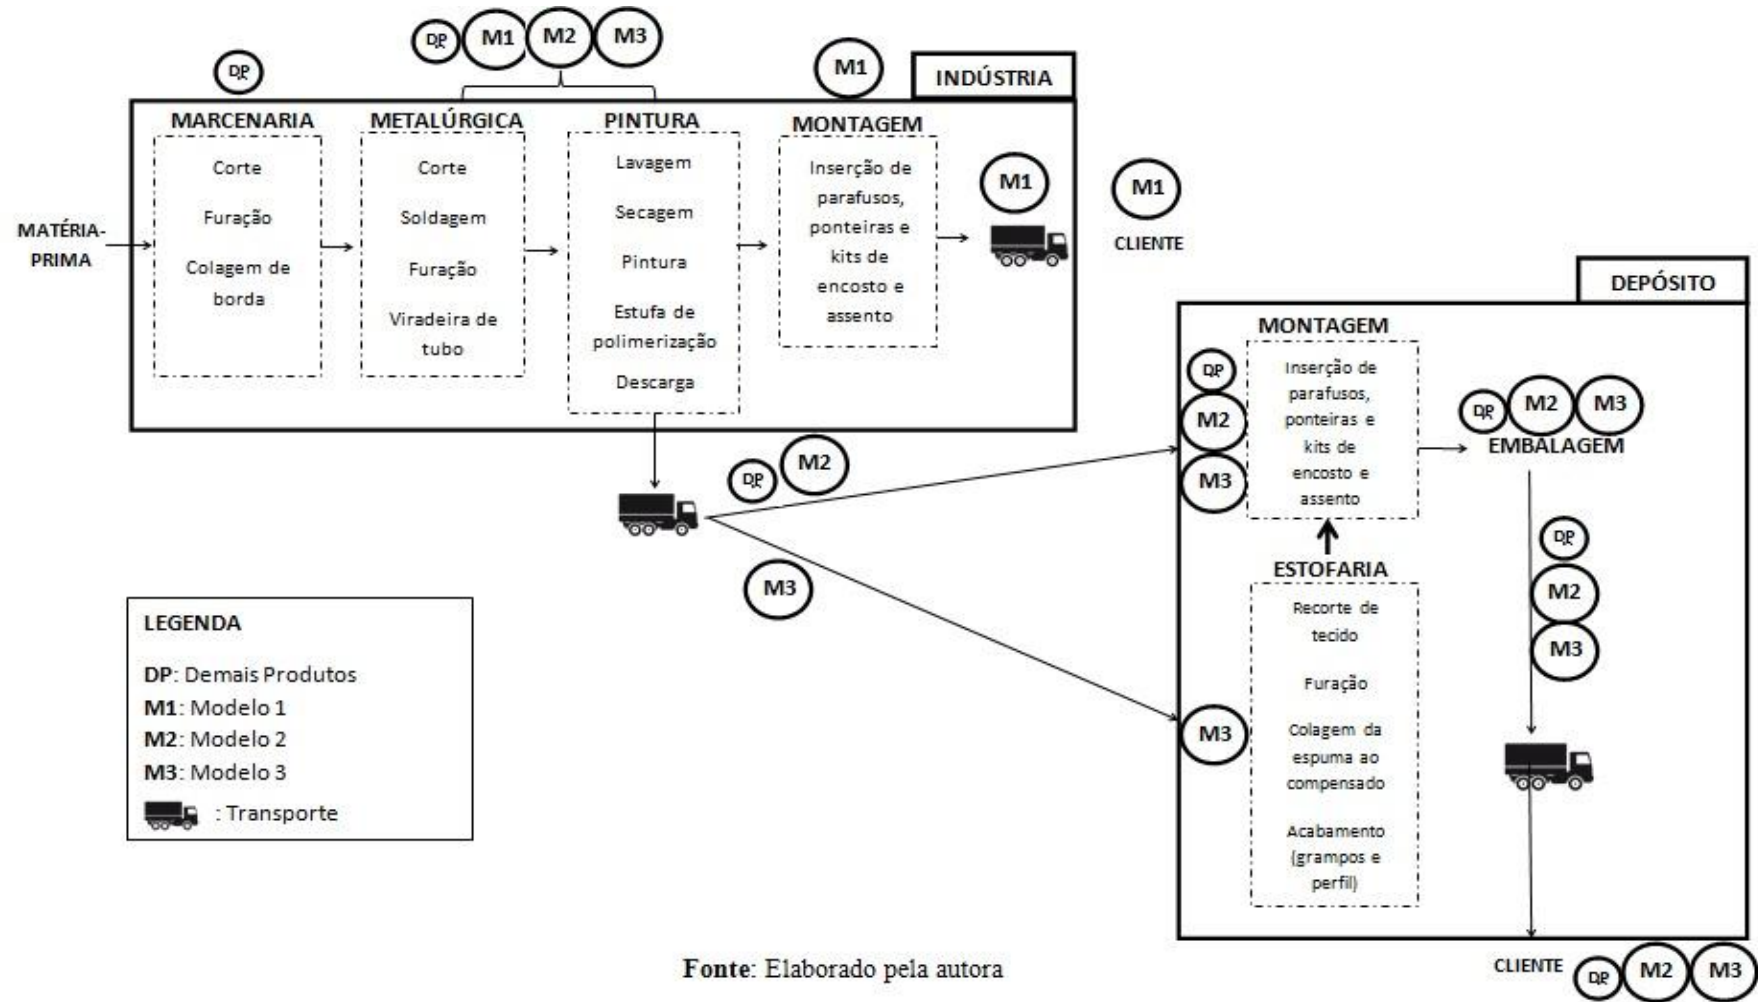 DP
M1
M2
M3
DP
M1
INDÚSTRIA
MARCENARIA
Corte
Furação
Colagem de
borda
METALÚRGICA
Corte
Soldagem
Furação
Viradeira de
tubo
PINTURA
Lavagem
Secagem
Pintura
Estufa de
polimerização
Descarga
MONTAGEM
Inserção de
parafusos,
ponteiras e
kits de
encosto e
assento
M1
M1
CLIENTE
MATÉRIA-
PRIMA
DEPÓSITO
MONTAGEM
Inserção de
parafusos,
ponteiras e
kits de
encosto e
assento
DP
M2
M3
DP
M2
M3
EMBALAGEM
DP
M2
M3
ESTOFARIA
Recorte de
tecido
Furação
Colagem da
espuma ao
compensado
Acabamento
(grampos e
perfil)
M3
DP
M2
M3
LEGENDA
DP: Demais Produtos
M1: Modelo 1
M2: Modelo 2
M3: Modelo 3
: Transporte
Fonte: Elaborado pela autora
CLIENTE
DP
M2
M3